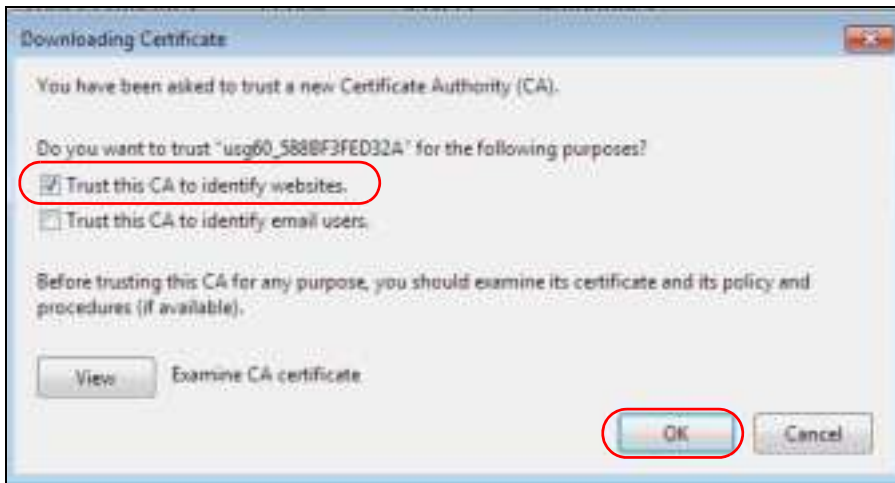 Downloading Certificate
You have been asked to trust a new Certificate Authority (CA).
Do you want to trust "usg60_588BF3FED32A" for the following purposes?
Trust this CA to identify websites.
Trust this CA to identify email users.
Before trusting this CA for any purpose, you should examine its certificate and its policy and
procedures (if available).
View Examine CA certificate
OK Cancel